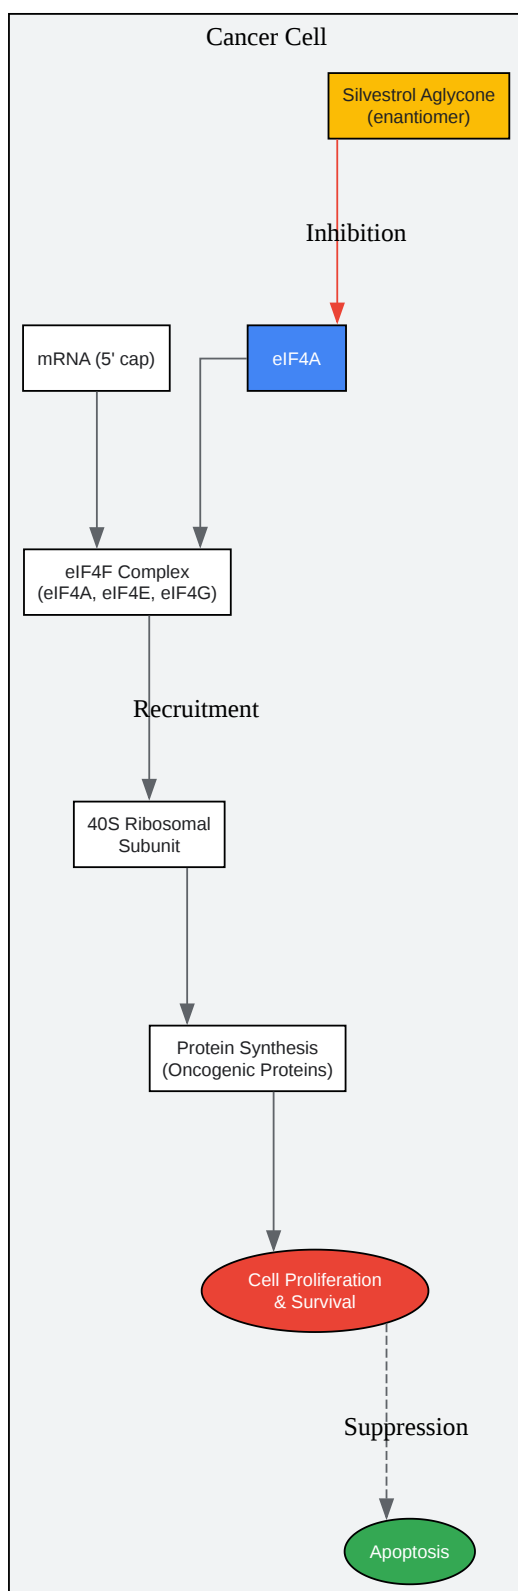 Cancer Cell
Silvestrol Aglycone
(enantiomer)
Inhibition
mRNA (5' cap)
eIF4A
eIF4F Complex
(eIF4A, eIF4E, eIF4G)
Recruitment
40S Ribosomal
Subunit
Protein Synthesis
(Oncogenic Proteins)
Cell Proliferation
& Survival
Suppression
Apoptosis